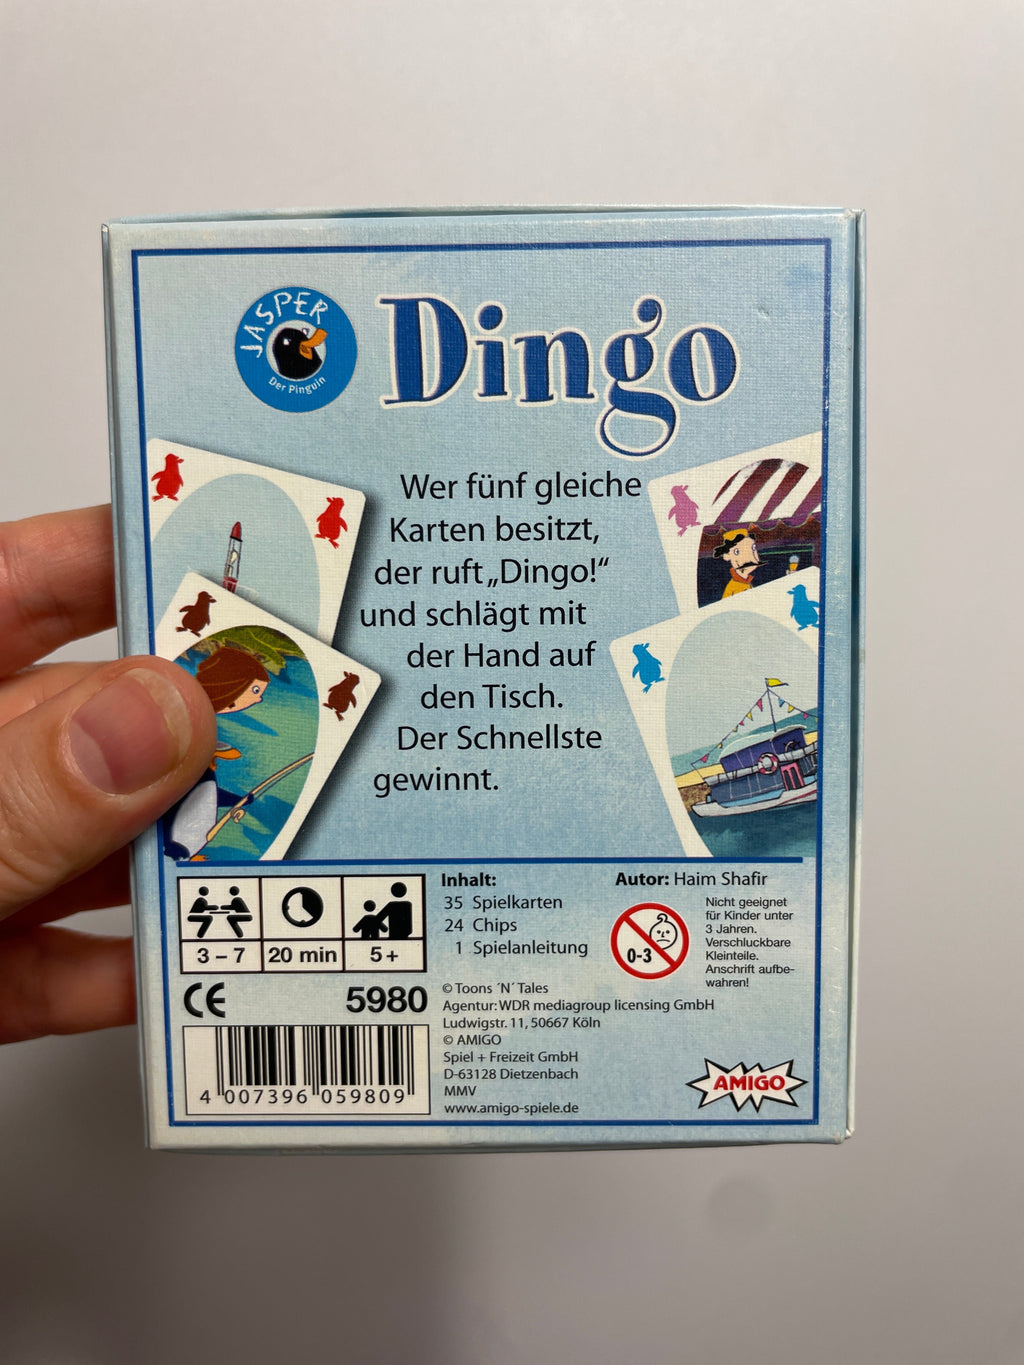 JASPER
Der Pinguin
Dingo
Wer fünf gleiche
Karten besitzt,
der ruft „Dingo!“
und schlägt mit
der Hand auf
den Tisch.
Der Schnellste
gewinnt.
3 – 7
20 min
5+
CE
5980
4 007396 059809
Inhalt:
35 Spielkarten
24 Chips
1 Spielanleitung
Autor: Haim Shafir
0-3
Nicht geeignet
für Kinder unter
3 Jahren.
Verschluckbare
Kleinteile.
Anschrift aufbe-
wahren!
© Toons ´N´ Tales
Agentur: WDR mediagroup licensing GmbH
Ludwigstr. 11, 50667 Köln
© AMIGO
Spiel + Freizeit GmbH
D-63128 Dietzenbach
MMV
www.amigo-spiele.de
AMIGO